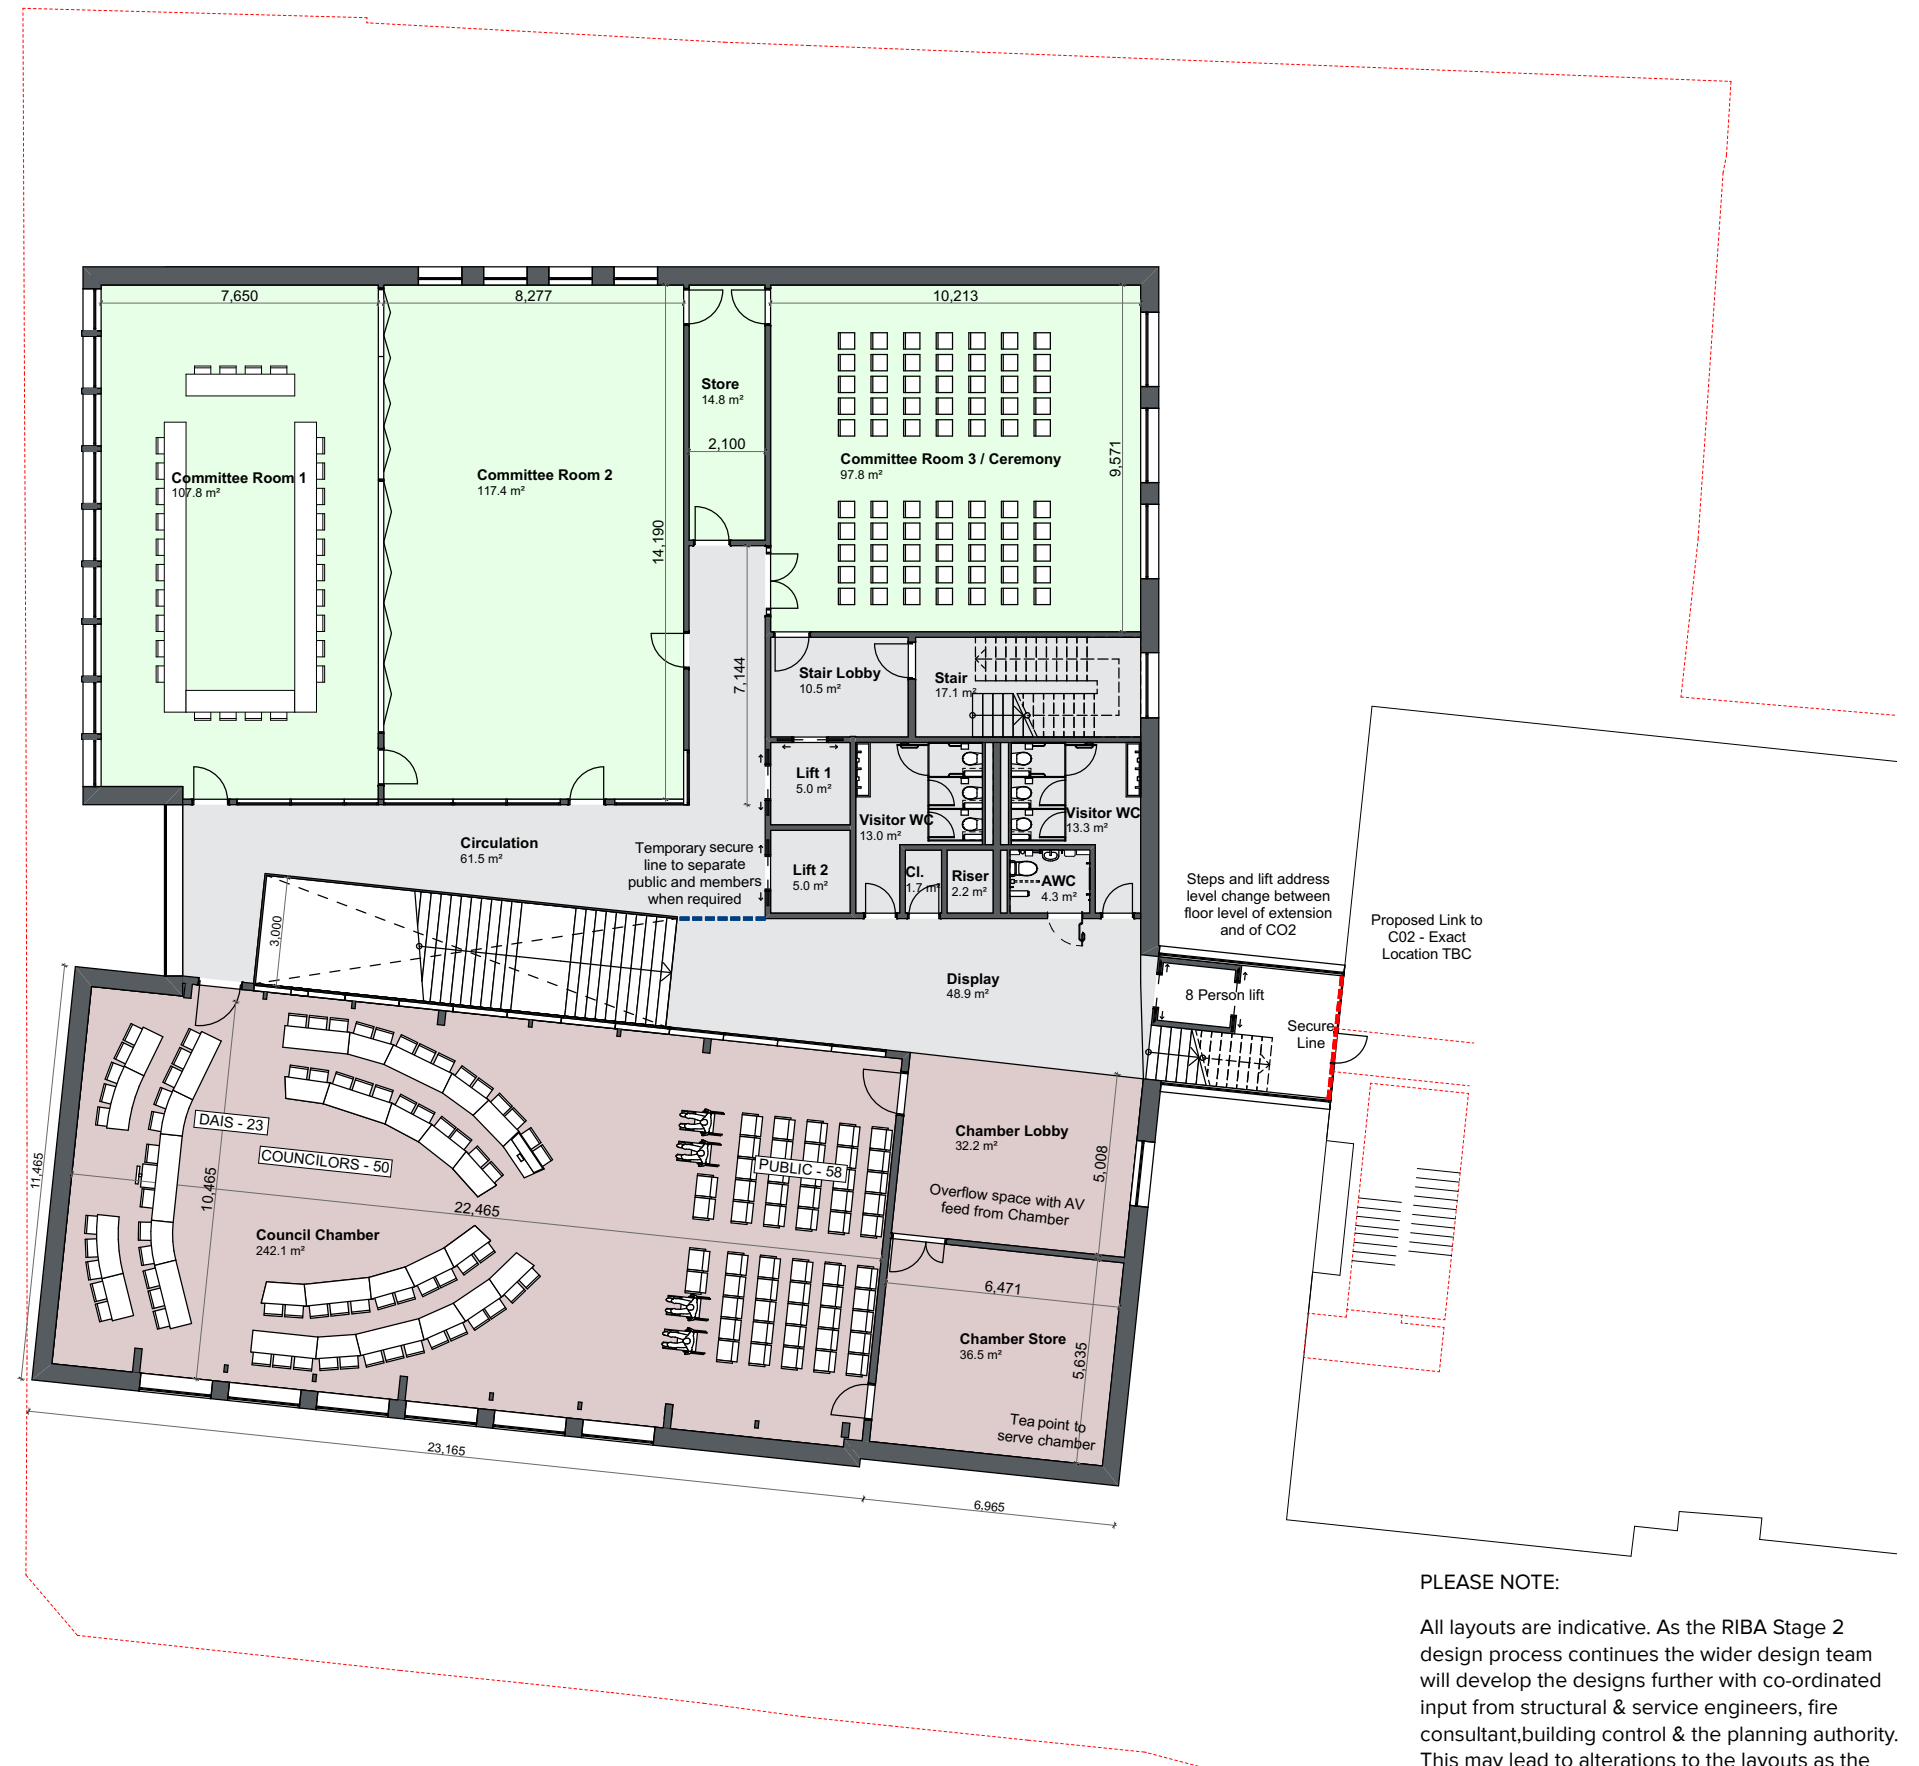 7,650
8,277
10,213
Store
14.8 m²
2,100
Committee Room 3 / Ceremony
97.8 m²
9,571
Committee Room 1
107.8 m²
Committee Room 2
117.4 m²
14,190
7,144
Stair Lobby
10.5 m²
Stair
17.1 m²
Lift 1
5.0 m²
Visitor WC
13.0 m²
Visitor WC
13.3 m²
Circulation
61.5 m²
Temporary secure
line to separate
public and members
when required
Lift 2
5.0 m²
Cl.
1.7 m²
Riser
2.2 m²
AWC
4.3 m²
Steps and lift address
level change between
floor level of extension
and of CO2
Proposed Link to
C02 - Exact
Location TBC
3,000
Display
48.9 m²
8 Person lift
Secure
Line
DAIS - 23
COUNCILORS - 50
PUBLIC - 58
Chamber Lobby
32.2 m²
5,008
11,465
10,465
22,465
Overflow space with AV
feed from Chamber
Council Chamber
242.1 m²
6,471
Chamber Store
36.5 m²
5,635
Tea point to
serve chamber
23,165
6,965
PLEASE NOTE:
All layouts are indicative. As the RIBA Stage 2
design process continues the wider design team
will develop the designs further with co-ordinated
input from structural & service engineers, fire
consultant,building control & the planning authority.
This may lead to alterations to the layouts as the